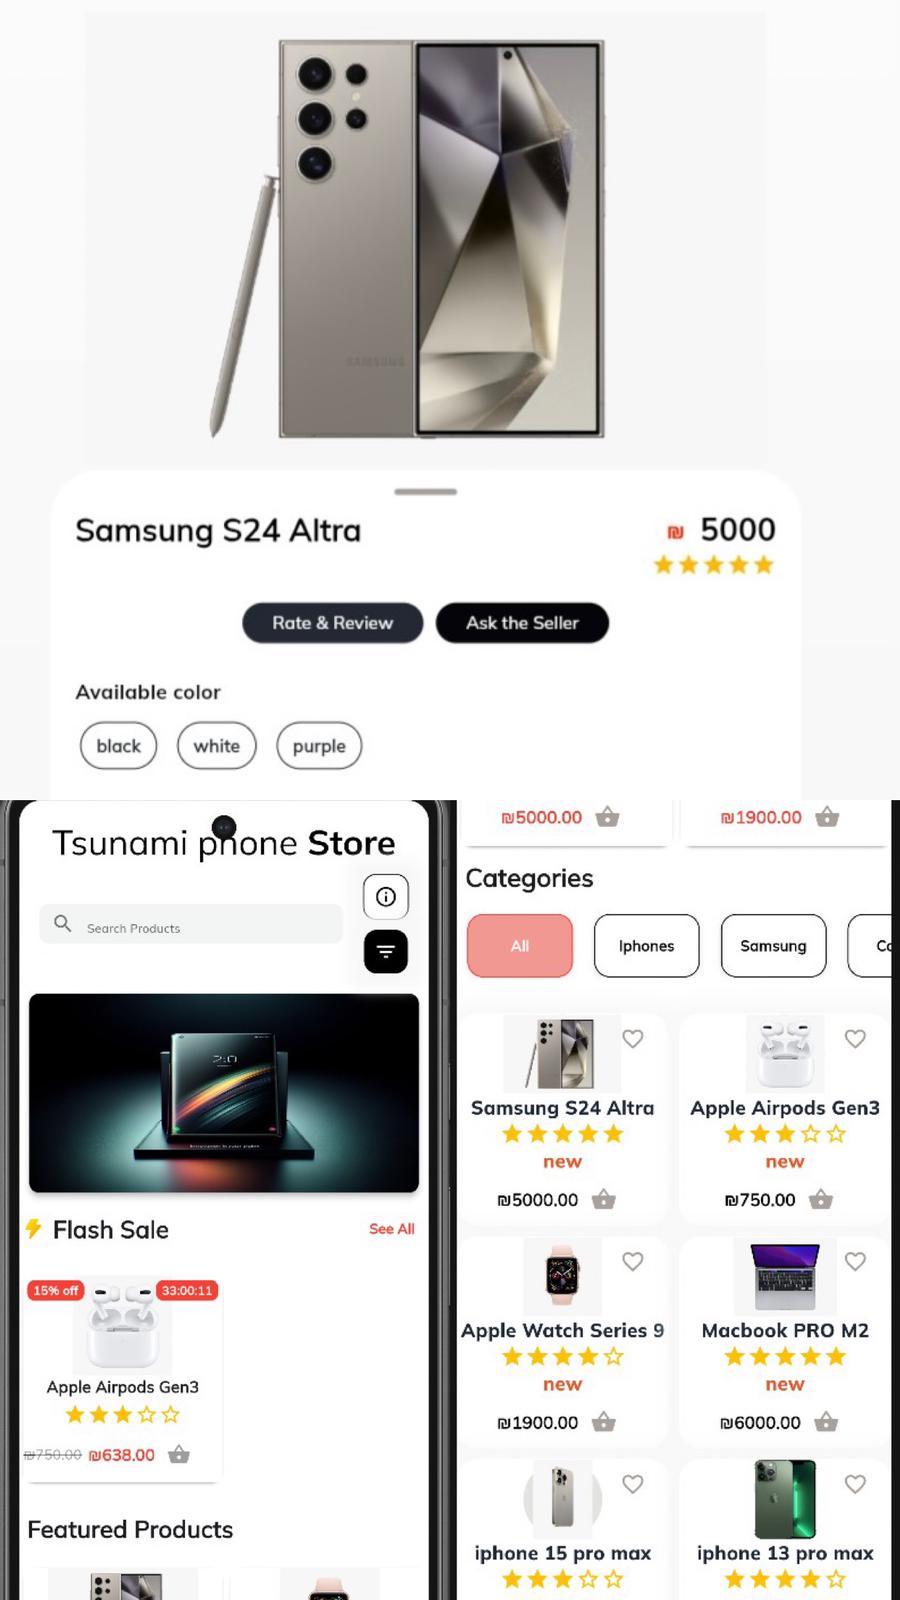 SAMSUNG
Samsung S24 Altra
₪ 5000
Rate & Review
Ask the Seller
Available color
black
white
purple
Tsunami phone Store
Search Products
Flash Sale
See All
15% off
33:00:11
Apple Airpods Gen3
₪750.00 ₪638.00
Featured Products
₪5000.00
₪1900.00
Categories
All
Iphones
Samsung
Samsung S24 Altra
new
₪5000.00
Apple Airpods Gen3
new
₪750.00
Apple Watch Series 9
new
₪1900.00
Macbook PRO M2
new
₪6000.00
iphone 15 pro max
iphone 13 pro max